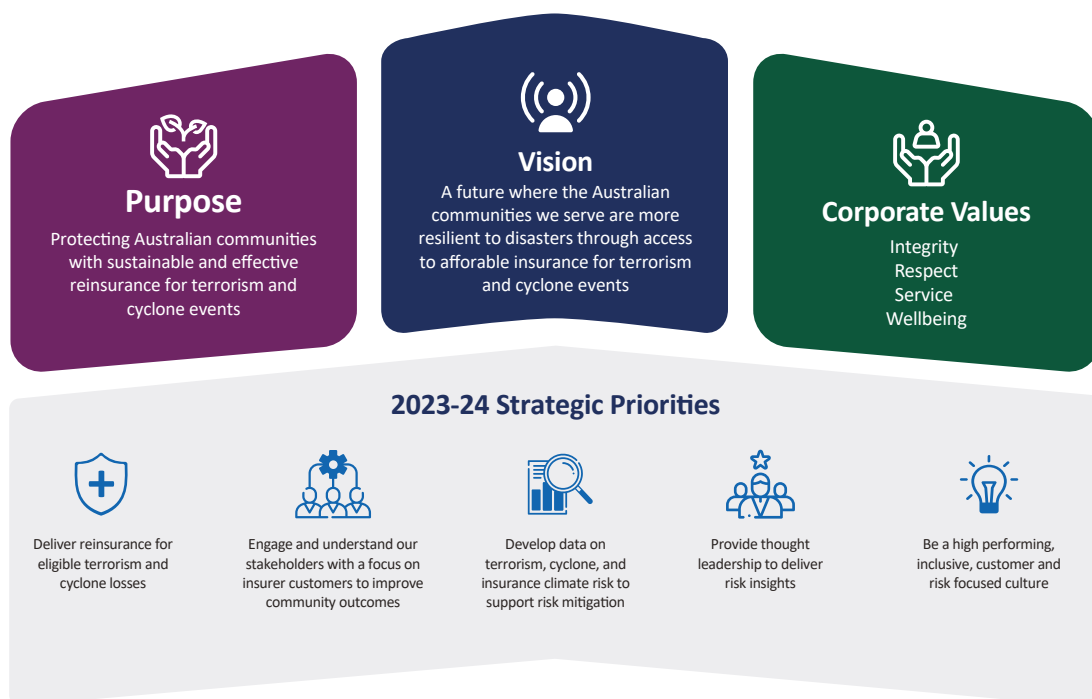 Purpose
Protecting Australian communities
with sustainable and effective
reinsurance for terrorism and
cyclone events
Vision
A future where the Australian
communities we serve are more
resilient to disasters through access
to afforable insurance for terrorism
and cyclone events
Corporate Values
Integrity
Respect
Service
Wellbeing
2023-24 Strategic Priorities
Deliver reinsurance for
eligible terrorism and
cyclone losses
Engage and understand our
stakeholders with a focus on
insurer customers to improve
community outcomes
Develop data on
terrorism, cyclone, and
insurance climate risk to
support risk mitigation
Provide thought
leadership to deliver
risk insights
Be a high performing,
inclusive, customer and
risk focused culture